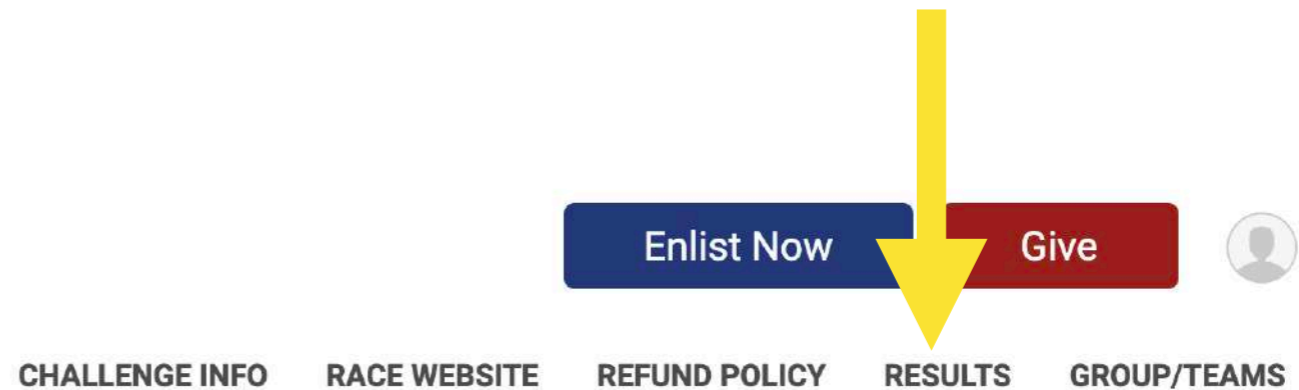 Enlist Now Give
CHALLENGE INFO RACE WEBSITE REFUND POLICY RESULTS GROUP/TEAMS